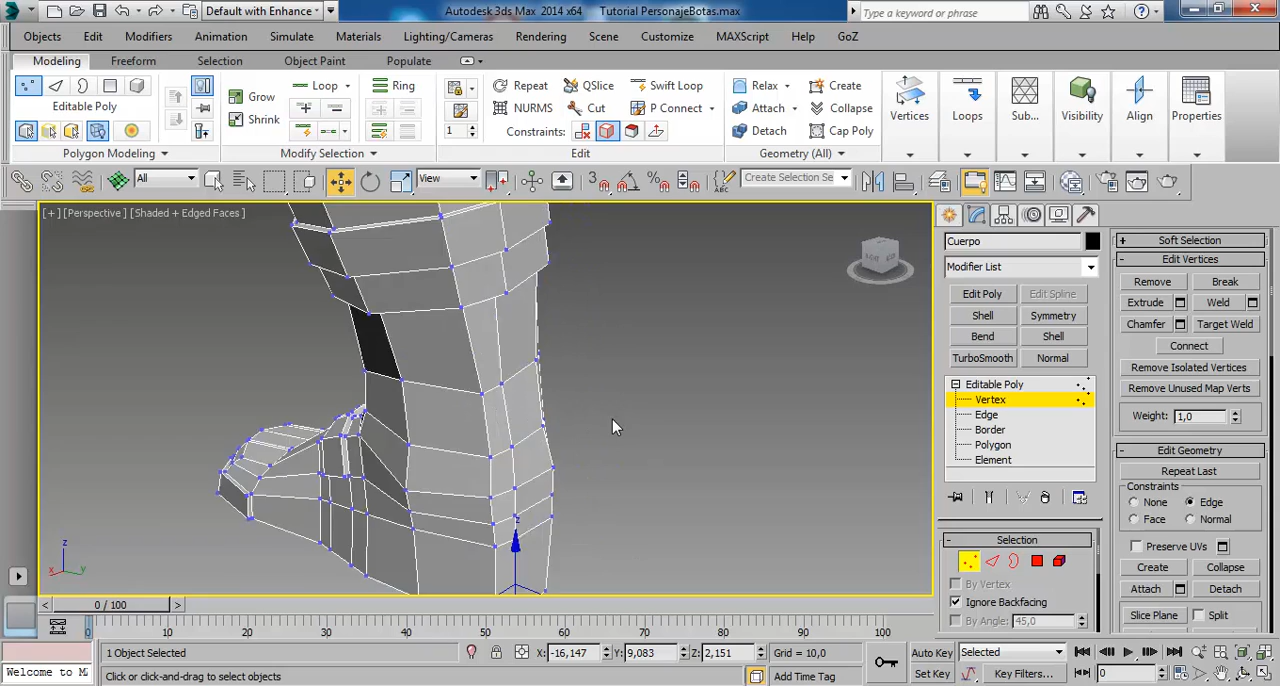 Default with Enhance
Autodesk 3ds Max 2014 x64 Tutorial PersonajeBotas.max
Type a keyword or phrase
Objects Edit Modifiers Animation Simulate Materials Lighting/Cameras Rendering Scene Customize MAXScript Help GoZ
Modeling Freeform Selection Object Paint Populate
Editable Poly
Polygon Modeling
Grow
Shrink
Loop
Ring
Modify Selection
1
Repeat QSlice Swift Loop
NURMS Cut P Connect
Constraints:
Edit
Relax Create
Attach Collapse
Detach Cap Poly
Geometry (All)
Vertices Loops Sub... Visibility Align Properties
All View Create Selection Se
[+] [Perspective] [Shaded + Edged Faces]
Cuerpo
Modifier List
Edit Poly Edit Spline
Shell Symmetry
Bend Shell
TurboSmooth Normal
Editable Poly
Vertex
Edge
Border
Polygon
Element
Selection
By Vertex
Ignore Backfacing
By Angle: 45,0
+ Soft Selection
- Edit Vertices
Remove Break
Extrude Weld
Chamfer Target Weld
Connect
Remove Isolated Vertices
Remove Unused Map Verts
Weight: 1,0
- Edit Geometry
Repeat Last
Constraints
None Edge
Face Normal
Preserve UVs
Create Collapse
Attach Detach
Slice Plane Split
z
x y
z
< 0 / 100 >
0 10 20 30 40 50 60 70 80 90 100
1 Object Selected X: -16,147 Y: 9,083 Z: 2,151 Grid = 10,0 Auto Key Selected
Welcome to M Click or click-and-drag to select objects Add Time Tag Set Key Key Filters... 0